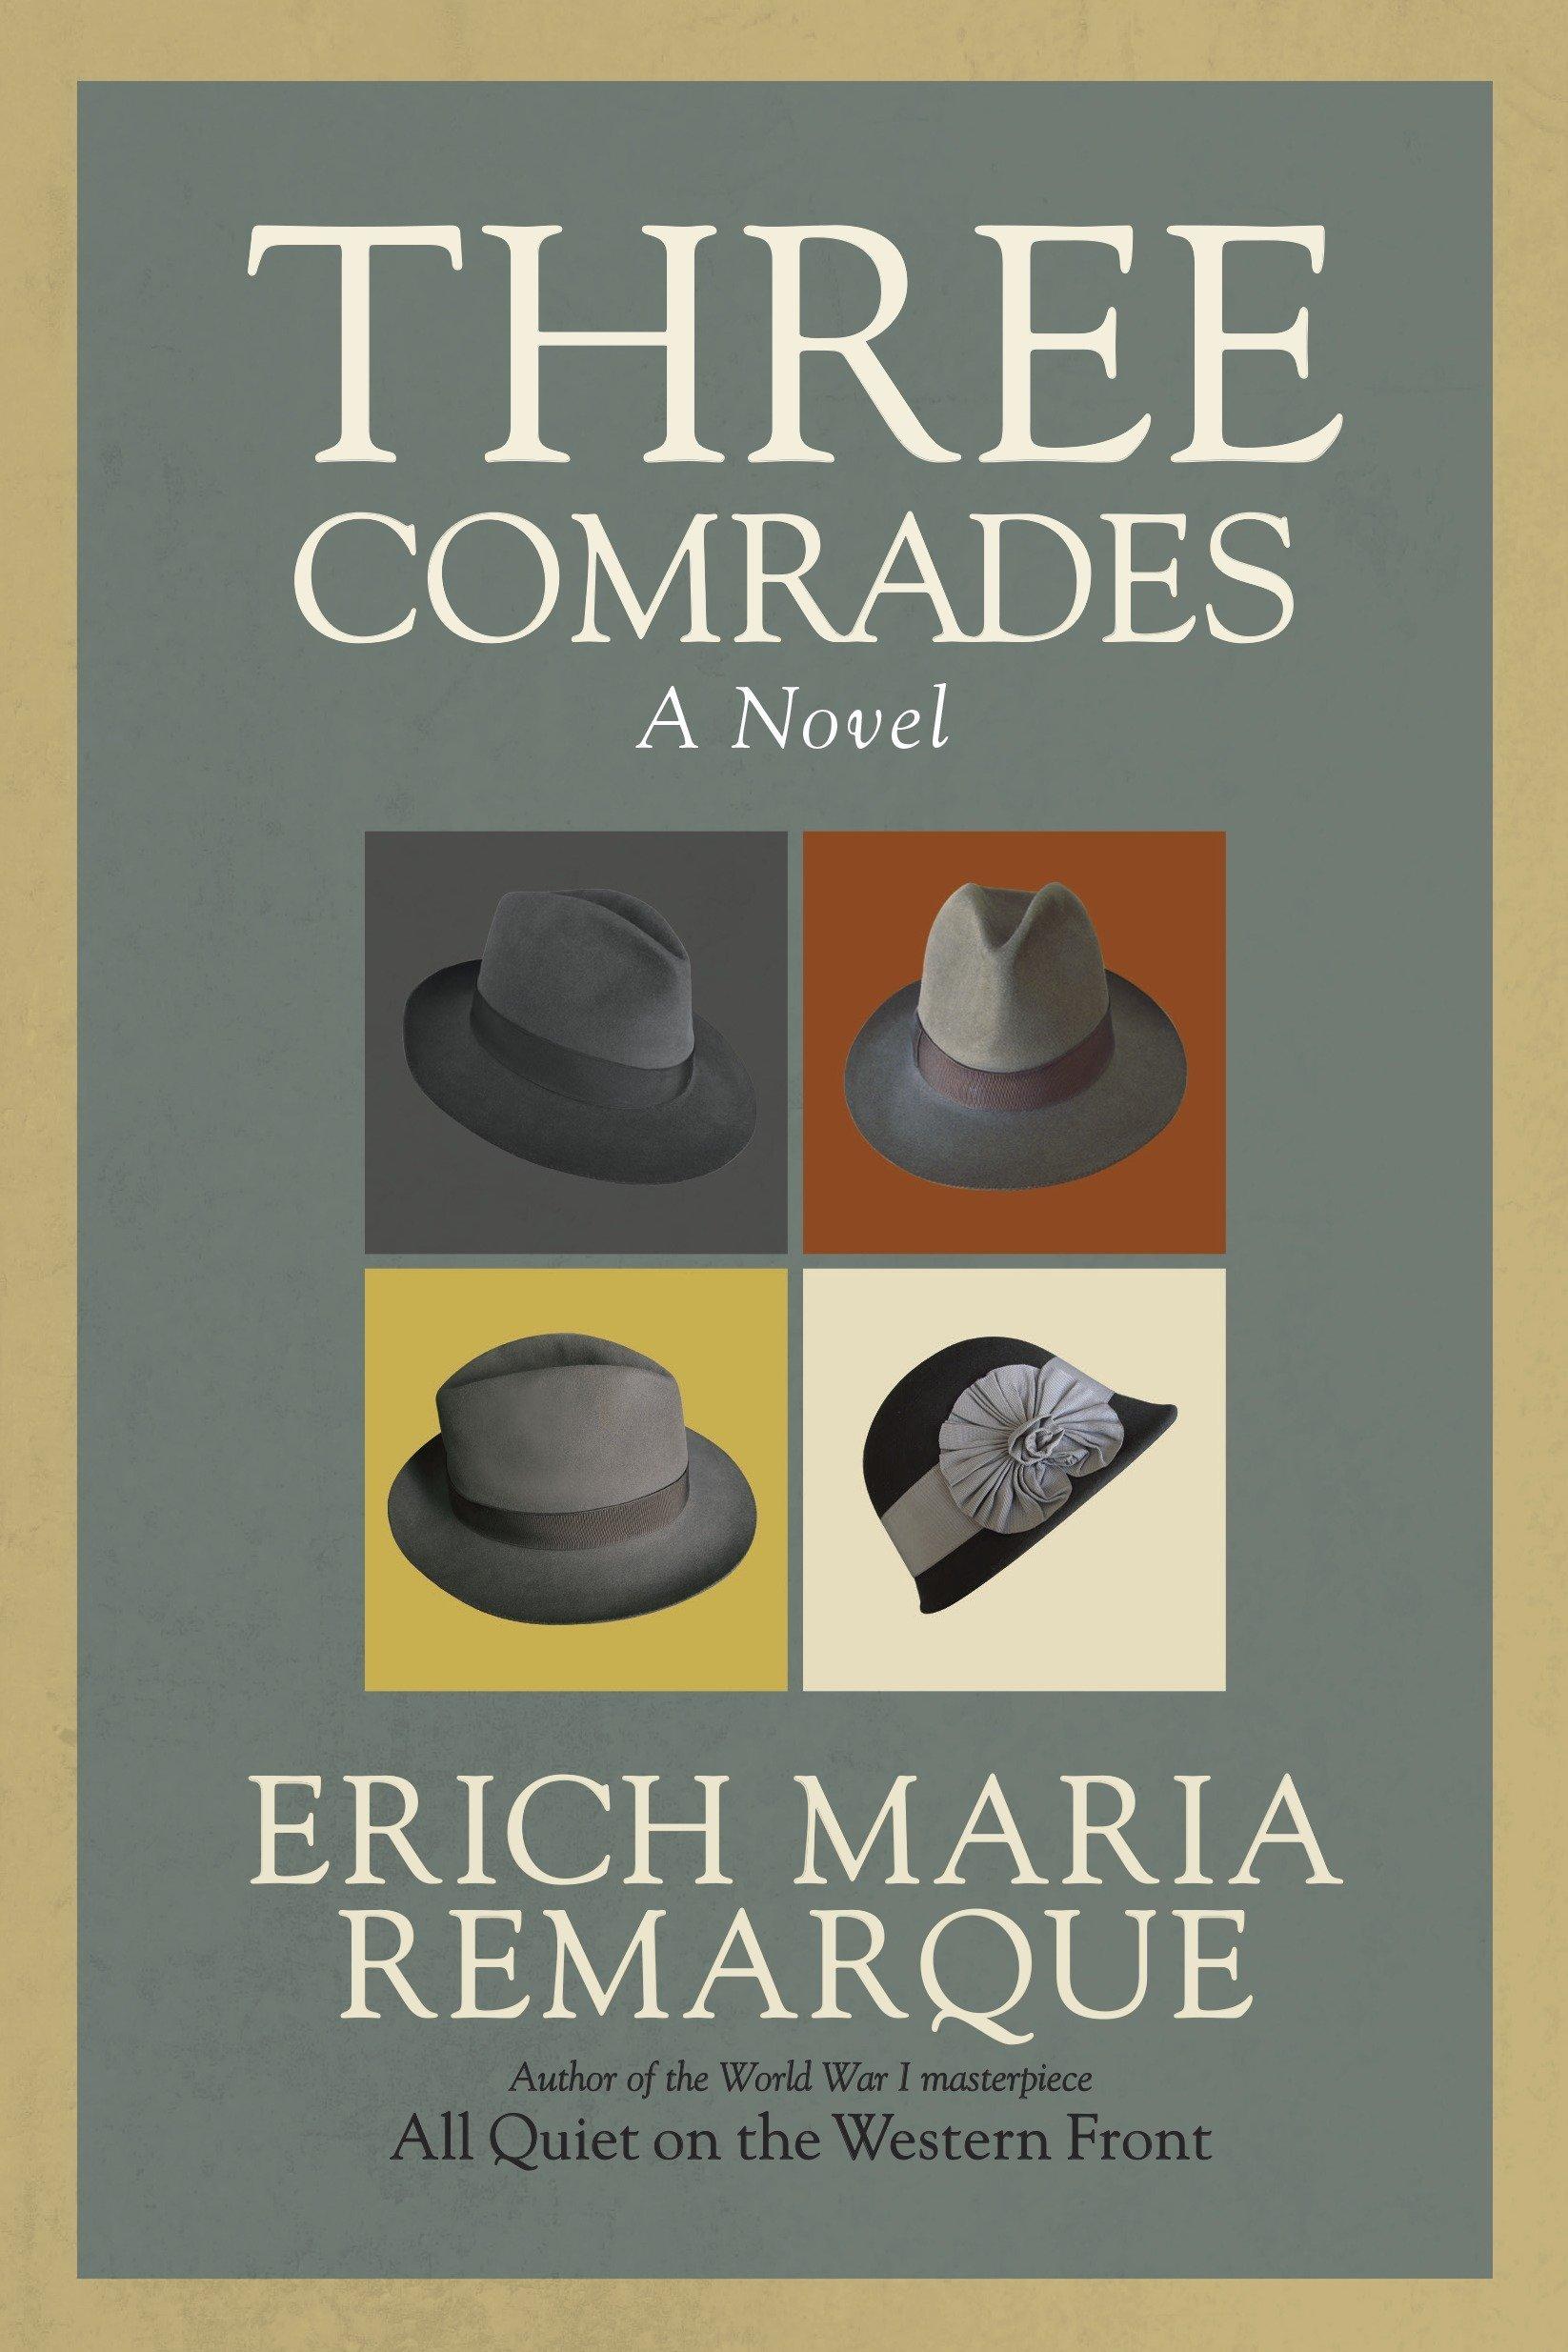 THREE
COMRADES
A Novel
ERICH MARIA
REMARQUE
Author of the World War I masterpiece
All Quiet on the Western Front